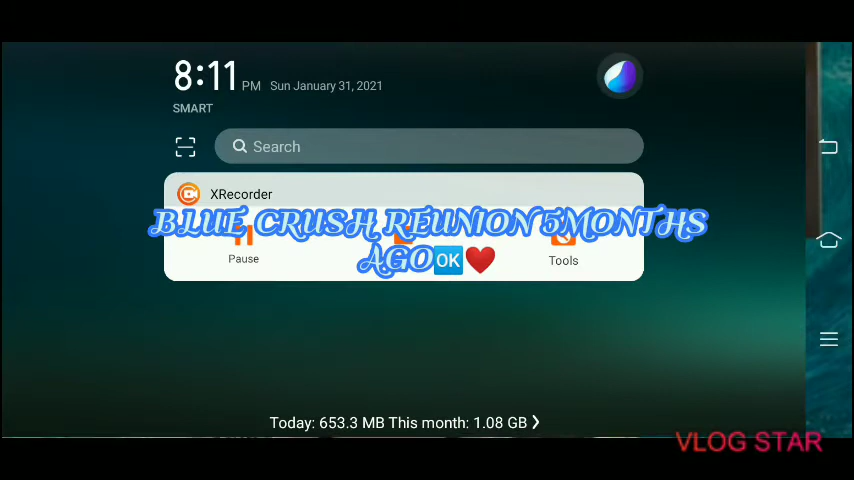 8:11 PM Sun January 31, 2021
SMART
Search
XRecorder
BLUE CRUSH REUNION 5MONTHS
AGO🆗❤️
Pause
Tools
Today: 653.3 MB This month: 1.08 GB ❯
VLOG STAR